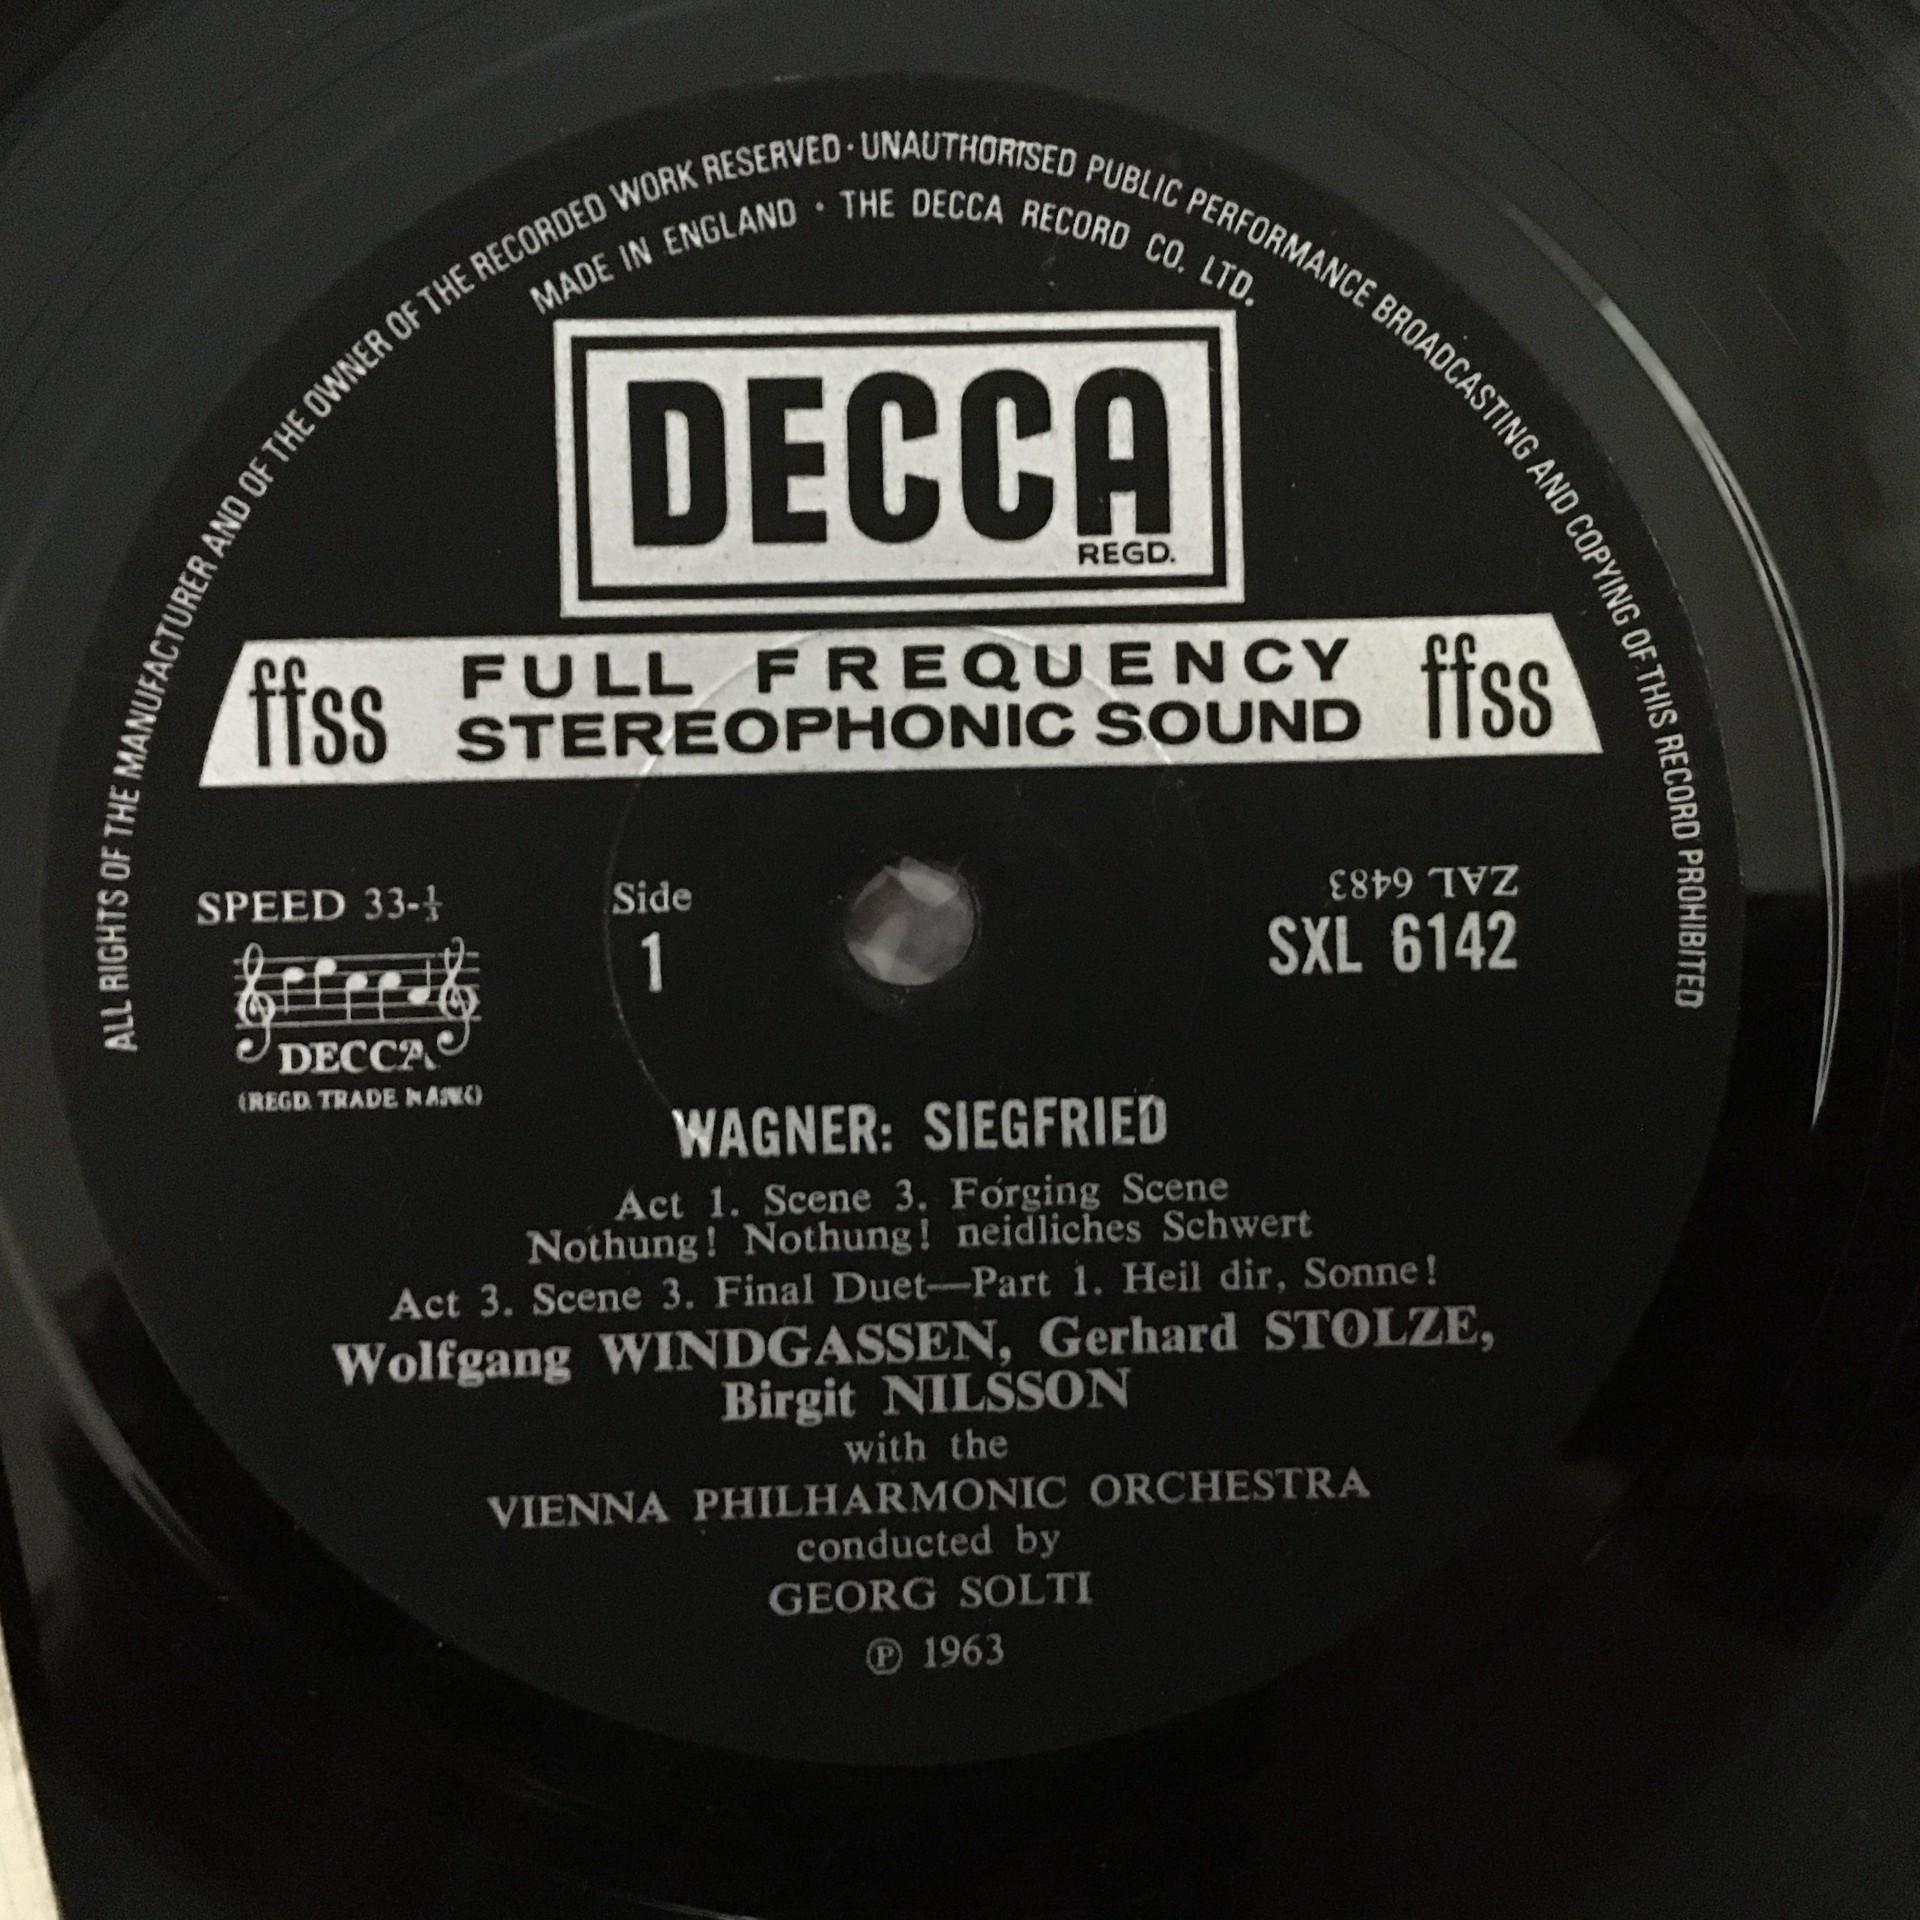 ALL RIGHTS OF THE MANUFACTURER AND OF THE OWNER OF THE RECORDED WORK RESERVED · UNAUTHORISED PUBLIC PERFORMANCE BROADCASTING AND COPYING OF THIS RECORD PROHIBITED
MADE IN ENGLAND · THE DECCA RECORD CO. LTD.
DECCA
REGD.
ffss FULL FREQUENCY ffss
STEREOPHONIC SOUND
SPEED 33-⅓
Side
1
ZAL 6483
SXL 6142
DECCA
(REGD. TRADE MARK)
WAGNER: SIEGFRIED
Act 1. Scene 3. Forging Scene
Nothung! Nothung! neidliches Schwert
Act 3. Scene 3. Final Duet—Part 1. Heil dir, Sonne!
Wolfgang WINDGASSEN, Gerhard STOLZE,
Birgit NILSSON
with the
VIENNA PHILHARMONIC ORCHESTRA
conducted by
GEORG SOLTI
Ⓟ 1963